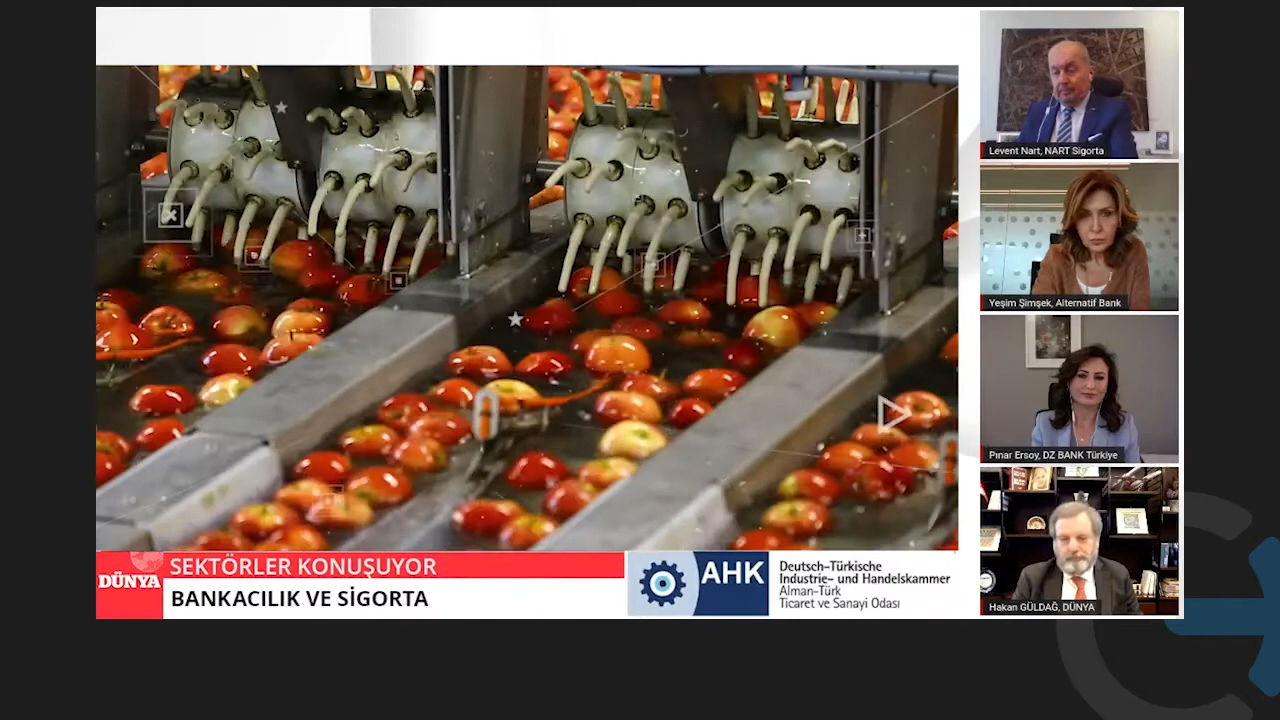 Levent Nart, NART Sigorta
Yeşim Şimşek, Alternatif Bank
Pınar Ersoy, DZ BANK Türkiye
Hakan GÜLDAĞ, DÜNYA
DÜNYA
SEKTÖRLER KONUŞUYOR
BANKACILIK VE SİGORTA
AHK
Deutsch-Türkische
Industrie- und Handelskammer
Alman-Türk
Ticaret ve Sanayi Odası